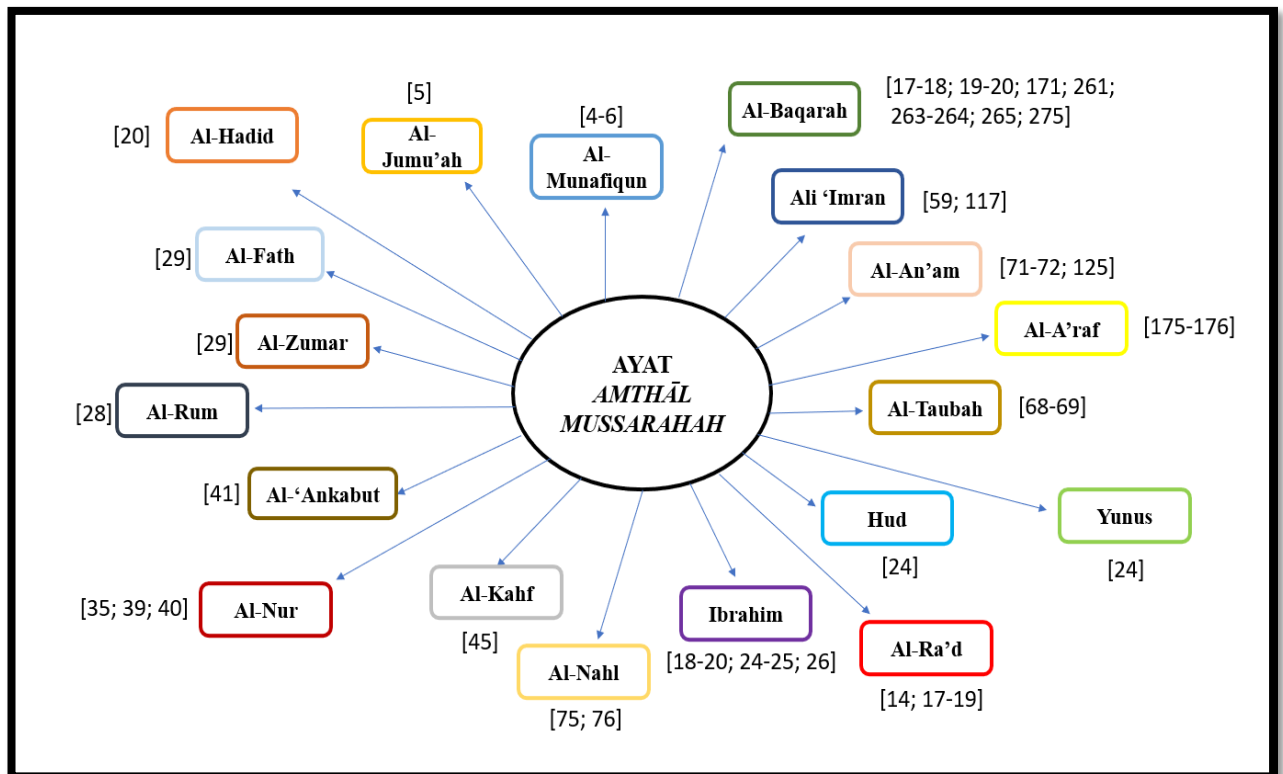 AYAT
AMTHĀL
MUSSARAHAH
Al-Baqarah
[17-18; 19-20; 171; 261;
263-264; 265; 275]
Ali ‘Imran
[59; 117]
Al-An’am
[71-72; 125]
Al-A’raf
[175-176]
Al-Taubah
[68-69]
Yunus
[24]
Hud
[24]
Al-Ra’d
[14; 17-19]
Ibrahim
[18-20; 24-25; 26]
Al-Nahl
[75; 76]
Al-Kahf
[45]
Al-Nur
[35; 39; 40]
Al-‘Ankabut
[41]
Al-Rum
[28]
Al-Zumar
[29]
Al-Fath
[29]
Al-Hadid
[20]
Al-
Jumu’ah
[5]
Al-
Munafiqun
[4-6]